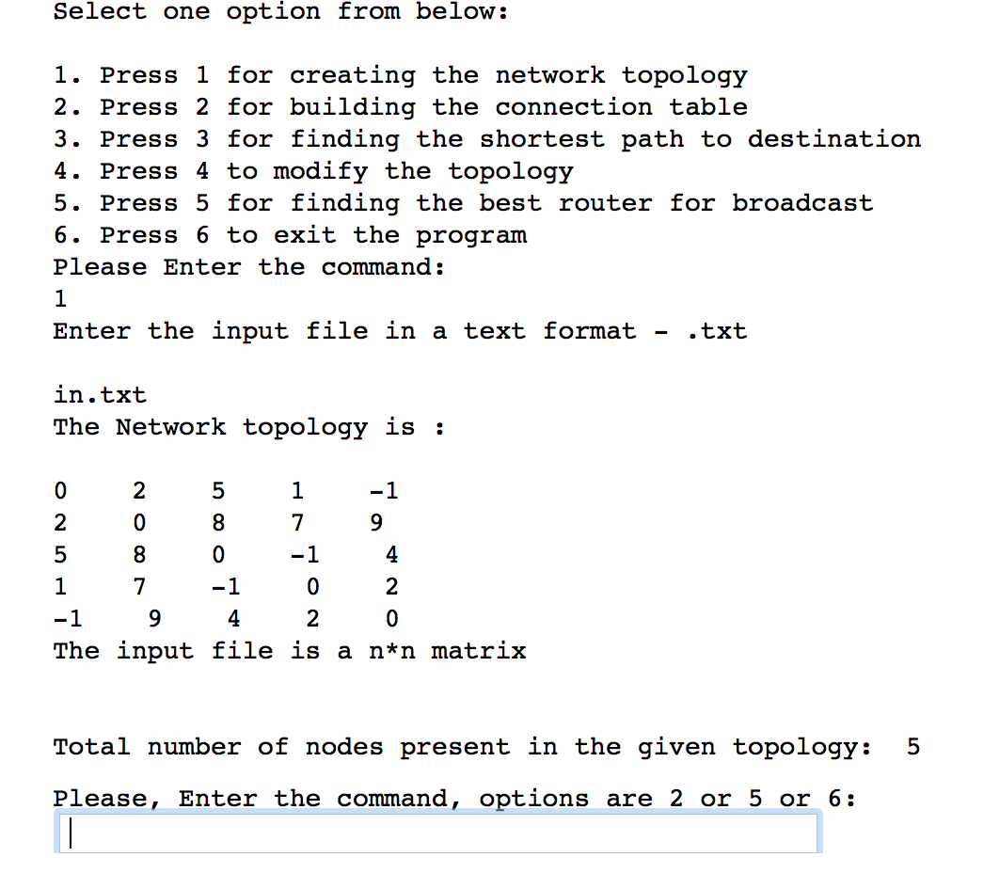 Select one option from below:
1. Press 1 for creating the network topology
2. Press 2 for building the connection table
3. Press 3 for finding the shortest path to destination
4. Press 4 to modify the topology
5. Press 5 for finding the best router for broadcast
6. Press 6 to exit the program
Please Enter the command:
1
Enter the input file in a text format - .txt
in.txt
The Network topology is :
0 2 5 1 -1
2 0 8 7 9
5 8 0 -1 4
1 7 -1 0 2
-1 9 4 2 0
The input file is a n*n matrix
Total number of nodes present in the given topology: 5
Please, Enter the command, options are 2 or 5 or 6: